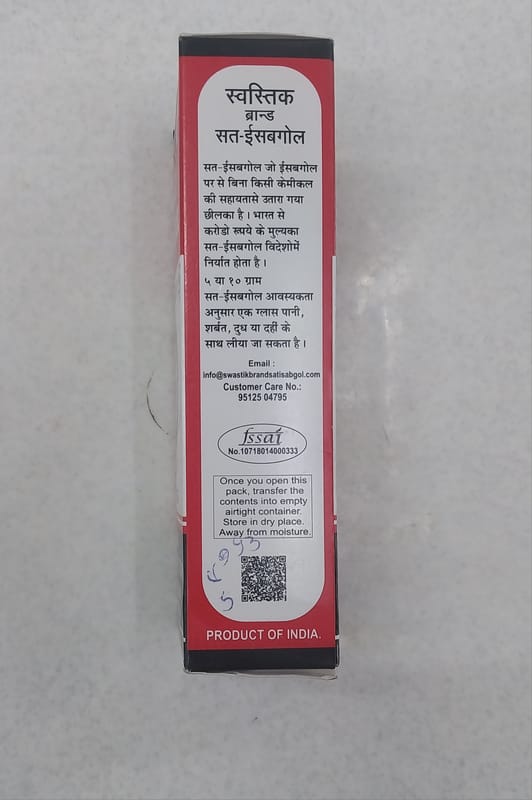 स्वस्तिक
ब्रान्ड
सत-ईसबगोल
सत-ईसबगोल जो ईसबगोल
पर से बिना किसी केमीकल
की सहायतासे उतारा गया
छीलका है । भारत से
करोडो रूपये के मुल्यका
सत-ईसबगोल विदेशोमें
निर्यात होता है ।
५ या १० ग्राम
सत-ईसबगोल आवश्यकता
अनुसार एक ग्लास पानी,
शर्बत, दुध या दहीं के
साथ लीया जा सकता है ।
Email :
info@swastikbrandsatisabgol.com
Customer Care No.:
95125 04795
fssai
No.10718014000333
Once you open this
pack, transfer the
contents into empty
airtight container.
Store in dry place.
Away from moisture.
PRODUCT OF INDIA.